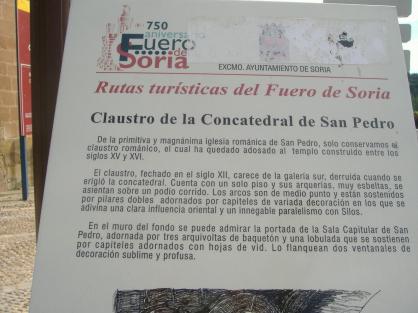 750
aniversario
Fuero
de
Soria
EXCMO. AYUNTAMIENTO DE SORIA
Rutas turísticas del Fuero de Soria
Claustro de la Concatedral de San Pedro
De la primitiva y magnánima iglesia románica de San Pedro, solo conservamos el
claustro románico, el cual ha quedado adosado al templo construido entre los
siglos XV y XVI.
El claustro, fechado en el siglo XII, carece de la galería sur, derruida cuando se
erigió la concatedral. Cuenta con un solo piso y sus arquerías, muy esbeltas, se
asientan sobre un podio corrido. Los arcos son de medio punto y están sostenidos
por pilares dobles adornados por capiteles de variada decoración en los que se
adivina una clara influencia oriental y un innegable paralelismo con Silos.
En el muro del fondo se puede admirar la portada de la Sala Capitular de San
Pedro, adornada por tres arquivoltas de baquetón y una lobulada que se sostienen
por capiteles adornados con hojas de vid. Lo flanquean dos ventanales de
decoración sublime y profusa.